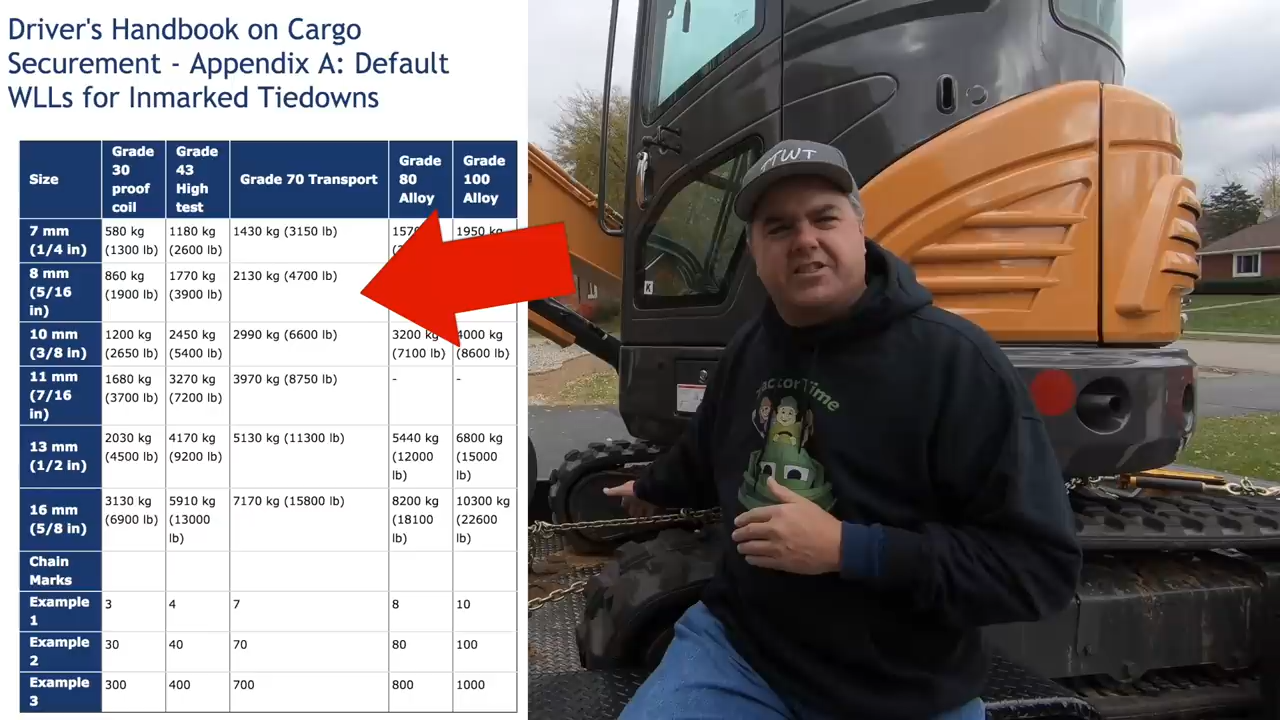 Driver's Handbook on Cargo
Securement - Appendix A: Default
WLLs for Inmarked Tiedowns
Size
Grade
30
proof
coil
Grade
43
High
test
Grade 70 Transport
Grade
80
Alloy
Grade
100
Alloy
7 mm
(1/4 in)
580 kg
(1300 lb)
1180 kg
(2600 lb)
1430 kg (3150 lb)
1950 kg
8 mm
(5/16
in)
860 kg
(1900 lb)
1770 kg
(3900 lb)
2130 kg (4700 lb)
10 mm
(3/8 in)
1200 kg
(2650 lb)
2450 kg
(5400 lb)
2990 kg (6600 lb)
3200 kg
(7100 lb)
4000 kg
(8600 lb)
11 mm
(7/16
in)
1680 kg
(3700 lb)
3270 kg
(7200 lb)
3970 kg (8750 lb)
-
-
13 mm
(1/2 in)
2030 kg
(4500 lb)
4170 kg
(9200 lb)
5130 kg (11300 lb)
5440 kg
(12000
lb)
6800 kg
(15000
lb)
16 mm
(5/8 in)
3130 kg
(6900 lb)
5910 kg
(13000
lb)
7170 kg (15800 lb)
8200 kg
(18100
lb)
10300 kg
(22600
lb)
Chain
Marks
Example
1
3
4
7
8
10
Example
2
30
40
70
80
100
Example
3
300
400
700
800
1000
TTWT
Tractor Time
K